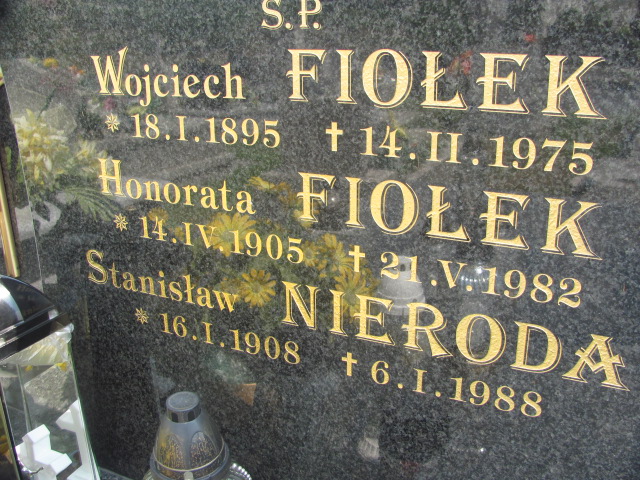 Ś.P.
Wojciech FIOŁEK
* 18.I.1895 † 14.II.1975
Honorata FIOŁEK
* 14.IV.1905 † 21.V.1982
Stanisław NIERODA
* 16.I.1908 † 6.I.1988